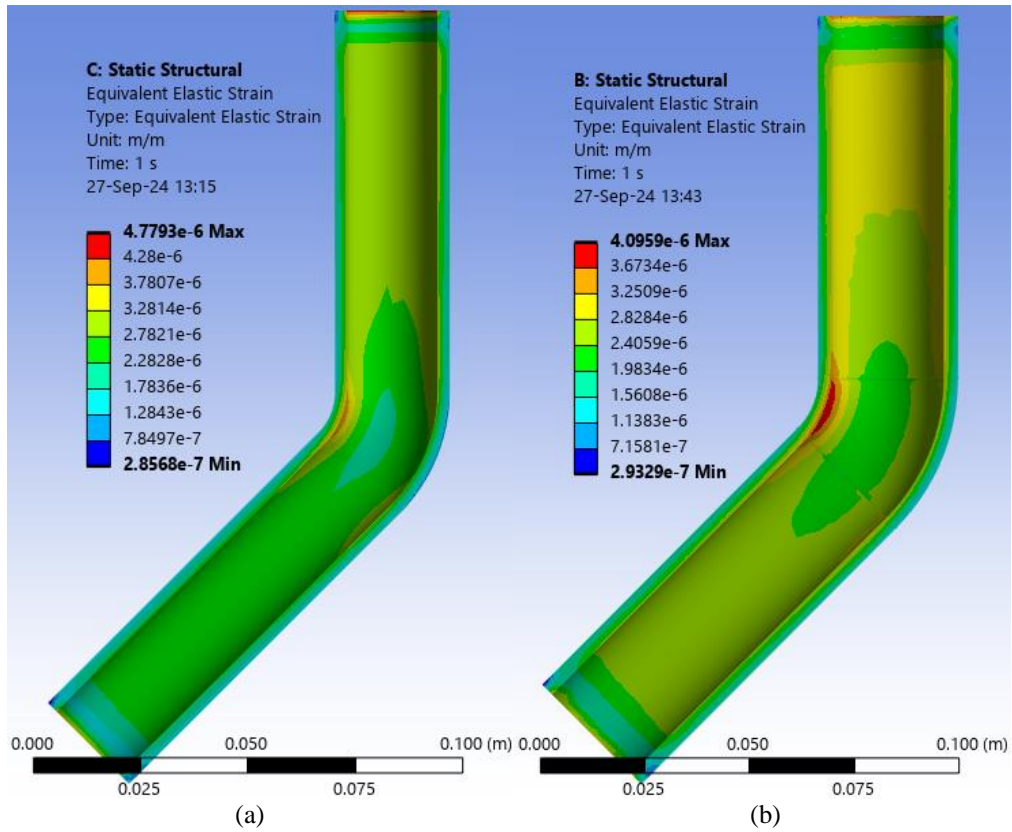 C: Static Structural
Equivalent Elastic Strain
Type: Equivalent Elastic Strain
Unit: m/m
Time: 1 s
27-Sep-24 13:15
4.7793e-6 Max
4.28e-6
3.7807e-6
3.2814e-6
2.7821e-6
2.2828e-6
1.7836e-6
1.2843e-6
7.8497e-7
2.8568e-7 Min
0.000 0.050 0.100 (m)
0.025 0.075
(a)
B: Static Structural
Equivalent Elastic Strain
Type: Equivalent Elastic Strain
Unit: m/m
Time: 1 s
27-Sep-24 13:43
4.0959e-6 Max
3.6734e-6
3.2509e-6
2.8284e-6
2.4059e-6
1.9834e-6
1.5608e-6
1.1383e-6
7.1581e-7
2.9329e-7 Min
0.000 0.050 0.100 (m)
0.025 0.075
(b)